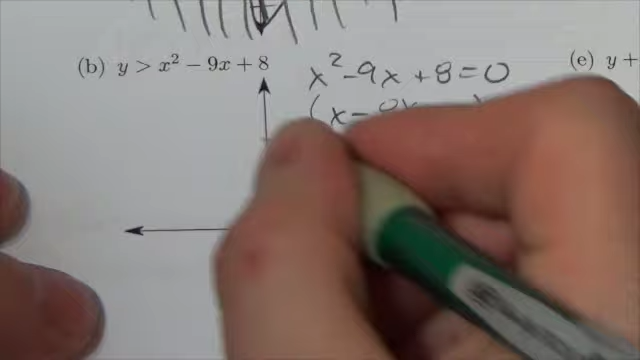 (b) y > x² − 9x + 8
x² - 9x + 8 = 0
(e) y +
(x -